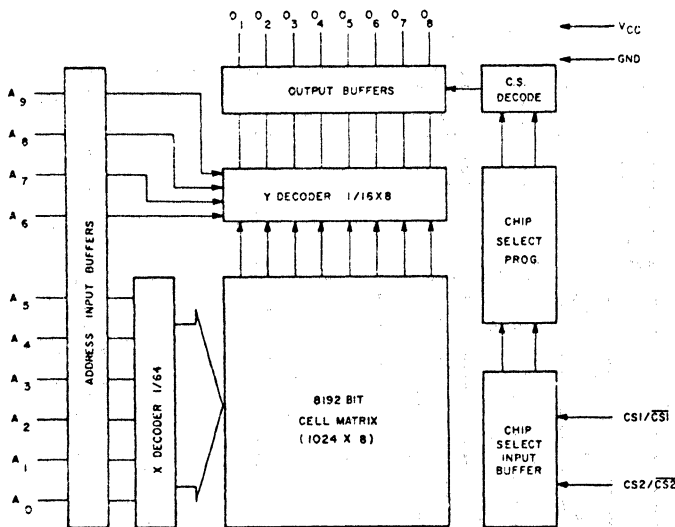 O1 O2 O3 O4 O5 O6 O7 O8
VCC
GND
OUTPUT BUFFERS
C.S.
DECODE
A9
A8
A7
A6
Y DECODER 1/16X8
CHIP
SELECT
PROG.
ADDRESS INPUT BUFFERS
A5
A4
A3
A2
A1
A0
X DECODER 1/64
8192 BIT
CELL MATRIX
(1024 X 8)
CHIP
SELECT
INPUT
BUFFER
CS1/C̅S̅1̅
CS2/C̅S̅2̅